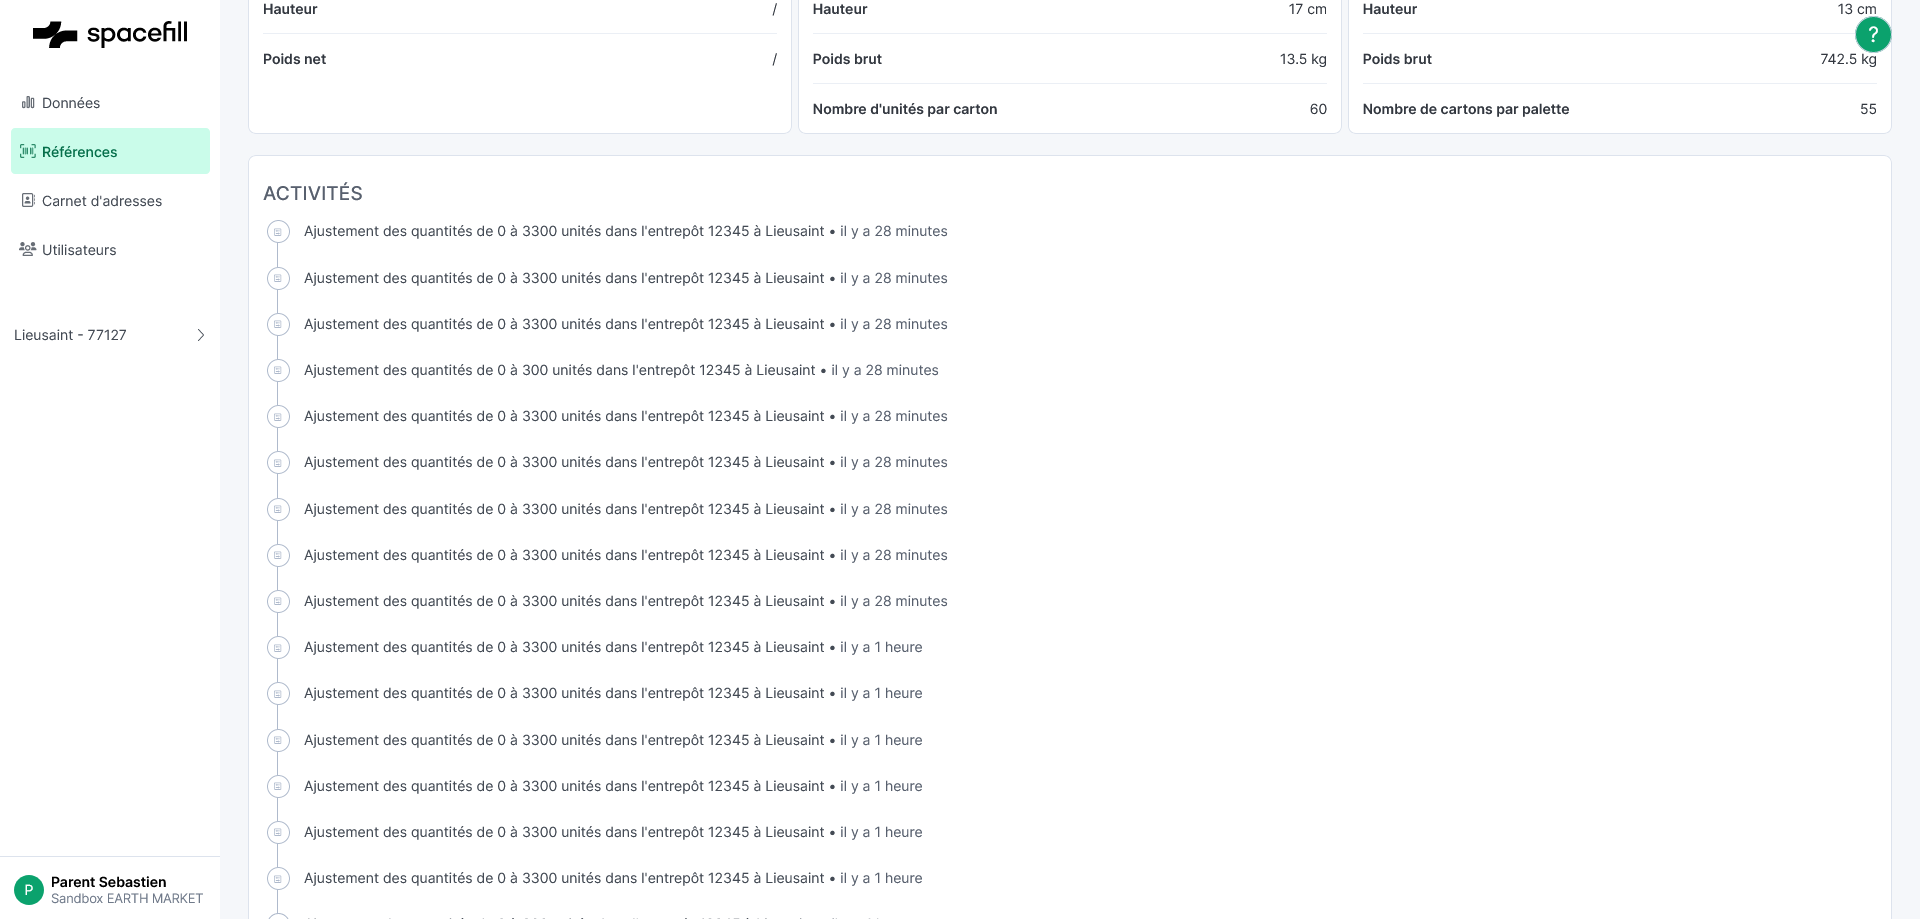 spacefill
Données
Références
Carnet d'adresses
Utilisateurs
Lieusaint - 77127
Parent Sebastien
Sandbox EARTH MARKET
P
?
Hauteur /
Poids net /
Hauteur 17 cm
Poids brut 13.5 kg
Nombre d'unités par carton 60
Hauteur 13 cm
Poids brut 742.5 kg
Nombre de cartons par palette 55
ACTIVITÉS
Ajustement des quantités de 0 à 3300 unités dans l'entrepôt 12345 à Lieusaint • il y a 28 minutes
Ajustement des quantités de 0 à 3300 unités dans l'entrepôt 12345 à Lieusaint • il y a 28 minutes
Ajustement des quantités de 0 à 3300 unités dans l'entrepôt 12345 à Lieusaint • il y a 28 minutes
Ajustement des quantités de 0 à 300 unités dans l'entrepôt 12345 à Lieusaint • il y a 28 minutes
Ajustement des quantités de 0 à 3300 unités dans l'entrepôt 12345 à Lieusaint • il y a 28 minutes
Ajustement des quantités de 0 à 3300 unités dans l'entrepôt 12345 à Lieusaint • il y a 28 minutes
Ajustement des quantités de 0 à 3300 unités dans l'entrepôt 12345 à Lieusaint • il y a 28 minutes
Ajustement des quantités de 0 à 3300 unités dans l'entrepôt 12345 à Lieusaint • il y a 28 minutes
Ajustement des quantités de 0 à 3300 unités dans l'entrepôt 12345 à Lieusaint • il y a 28 minutes
Ajustement des quantités de 0 à 3300 unités dans l'entrepôt 12345 à Lieusaint • il y a 1 heure
Ajustement des quantités de 0 à 3300 unités dans l'entrepôt 12345 à Lieusaint • il y a 1 heure
Ajustement des quantités de 0 à 3300 unités dans l'entrepôt 12345 à Lieusaint • il y a 1 heure
Ajustement des quantités de 0 à 3300 unités dans l'entrepôt 12345 à Lieusaint • il y a 1 heure
Ajustement des quantités de 0 à 3300 unités dans l'entrepôt 12345 à Lieusaint • il y a 1 heure
Ajustement des quantités de 0 à 3300 unités dans l'entrepôt 12345 à Lieusaint • il y a 1 heure